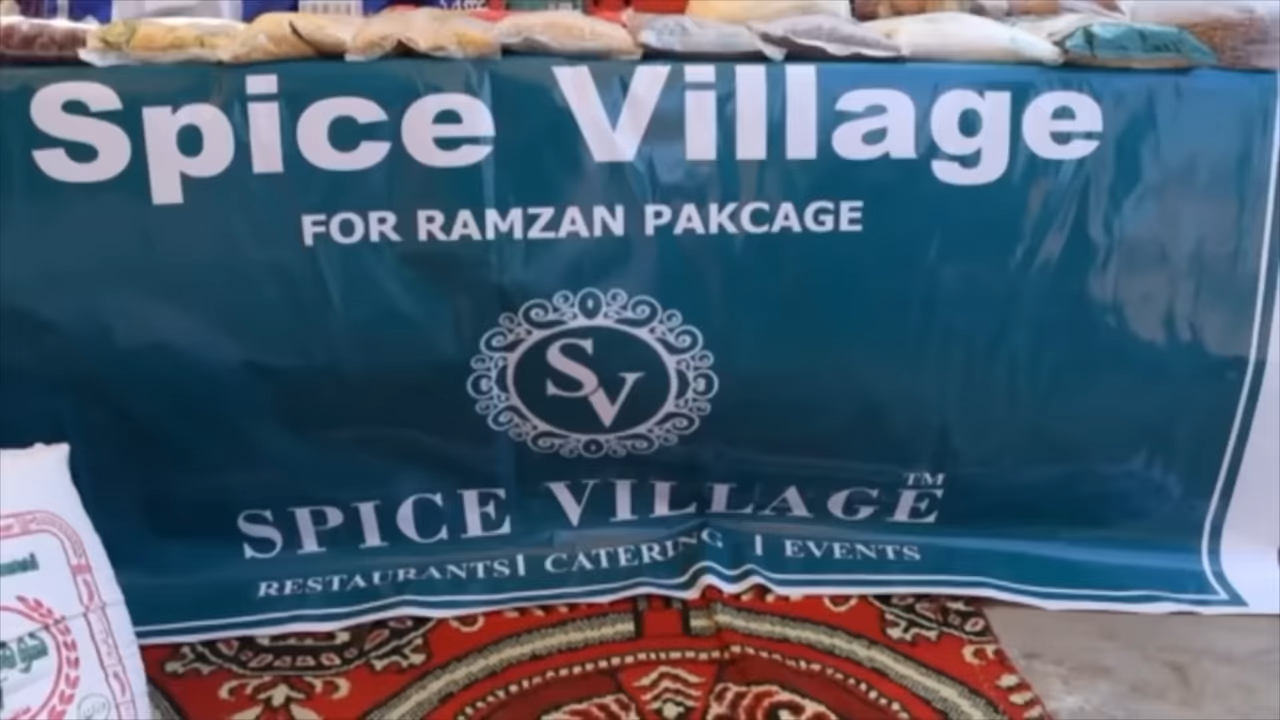 Spice Village
FOR RAMZAN PAKCAGE
SV
SPICE VILLAGE™
RESTAURANTS| CATERING | EVENTS